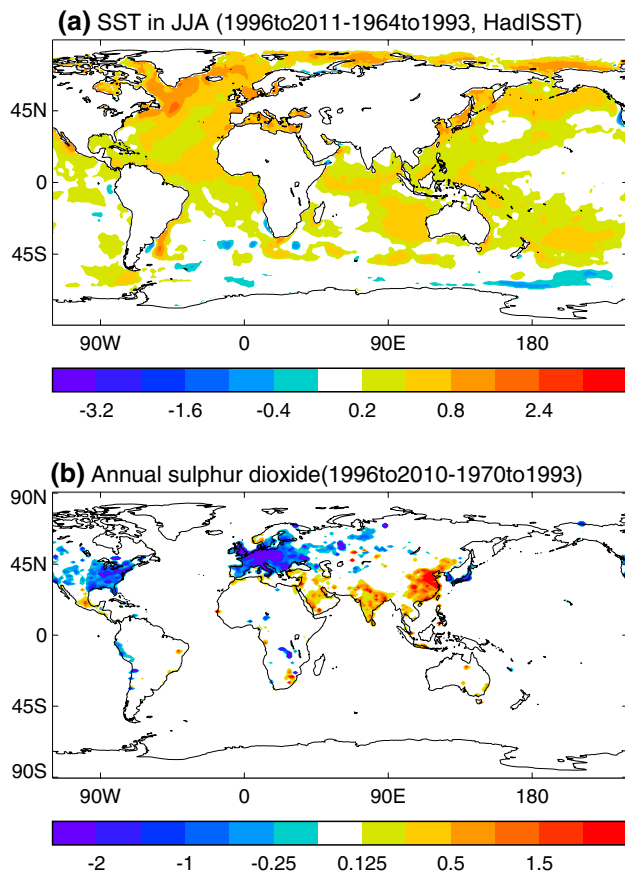 (a) SST in JJA (1996to2011-1964to1993, HadISST)
45N
0
45S
90W 0 90E 180
-3.2 -1.6 -0.4 0.2 0.8 2.4
(b) Annual sulphur dioxide(1996to2010-1970to1993)
90N
45N
0
45S
90S
90W 0 90E 180
-2 -1 -0.25 0.125 0.5 1.5